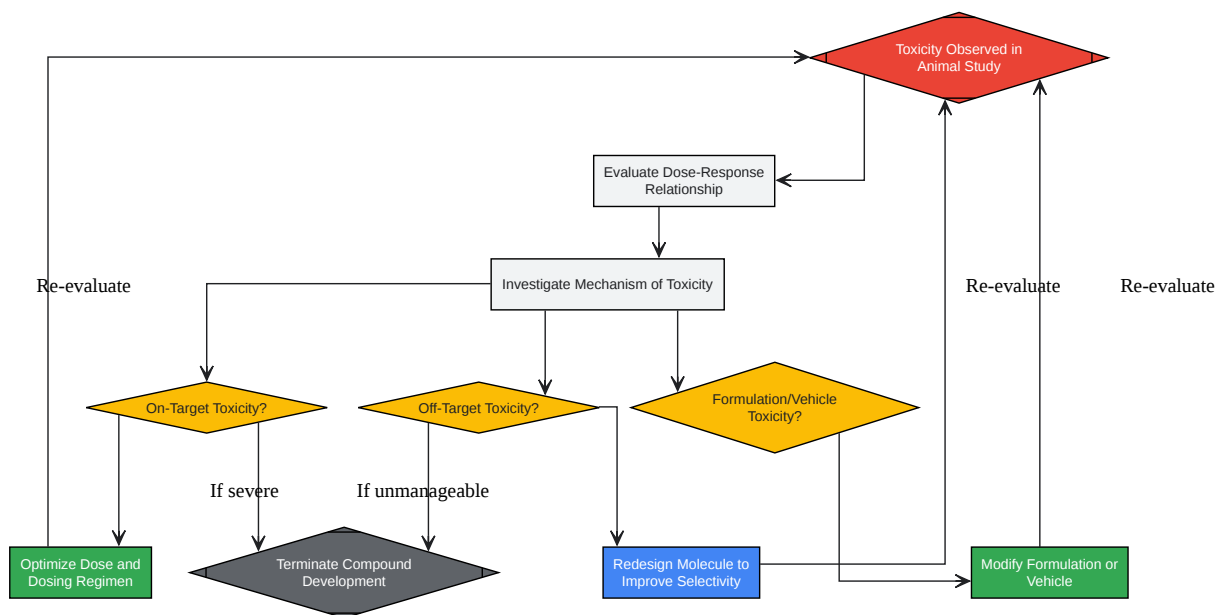 Toxicity Observed in
Animal Study
Evaluate Dose-Response
Relationship
Investigate Mechanism of Toxicity
Re-evaluate
Re-evaluate
Re-evaluate
On-Target Toxicity?
Off-Target Toxicity?
Formulation/Vehicle
Toxicity?
If severe
If unmanageable
Optimize Dose and
Dosing Regimen
Terminate Compound
Development
Redesign Molecule to
Improve Selectivity
Modify Formulation or
Vehicle